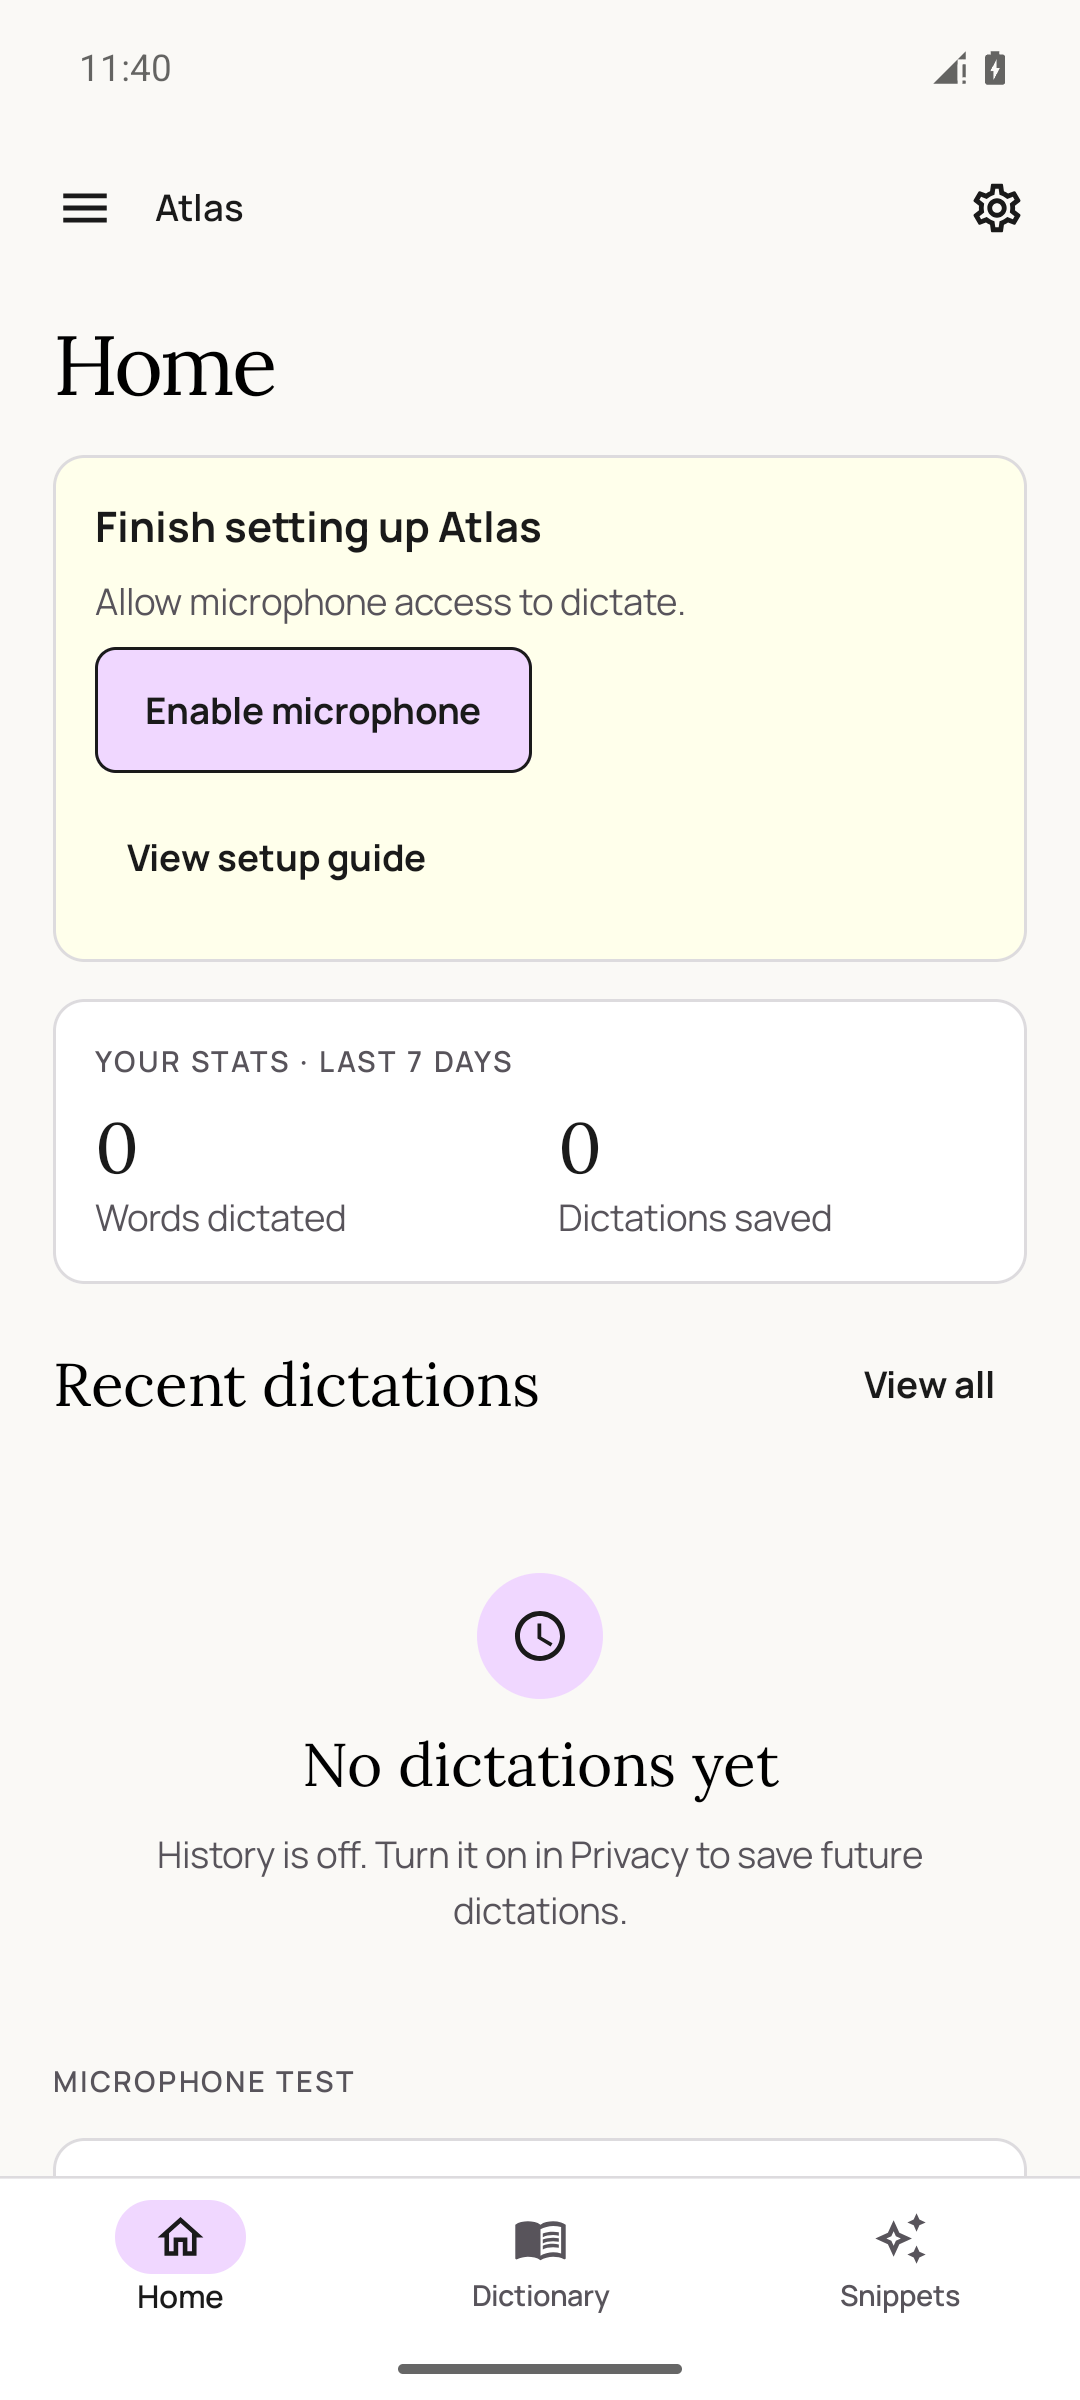 11:40
Atlas
Home
Finish setting up Atlas
Allow microphone access to dictate.
Enable microphone
View setup guide
YOUR STATS · LAST 7 DAYS
0 0
Words dictated Dictations saved
Recent dictations View all
No dictations yet
History is off. Turn it on in Privacy to save future
dictations.
MICROPHONE TEST
Home Dictionary Snippets